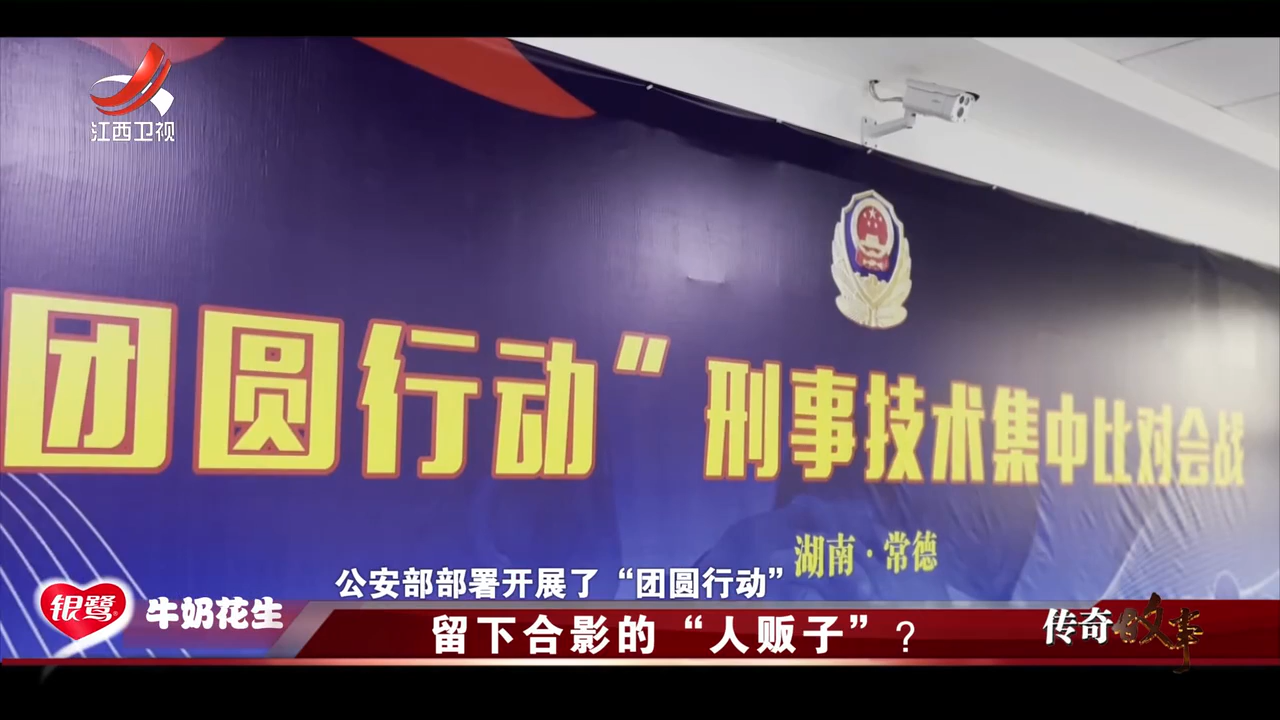 江西卫视
团圆行动”刑事技术集中比对会战
湖南·常德
公安部部署开展了“团圆行动”
银鹭® 牛奶花生
留下合影的“人贩子”？
传奇故事